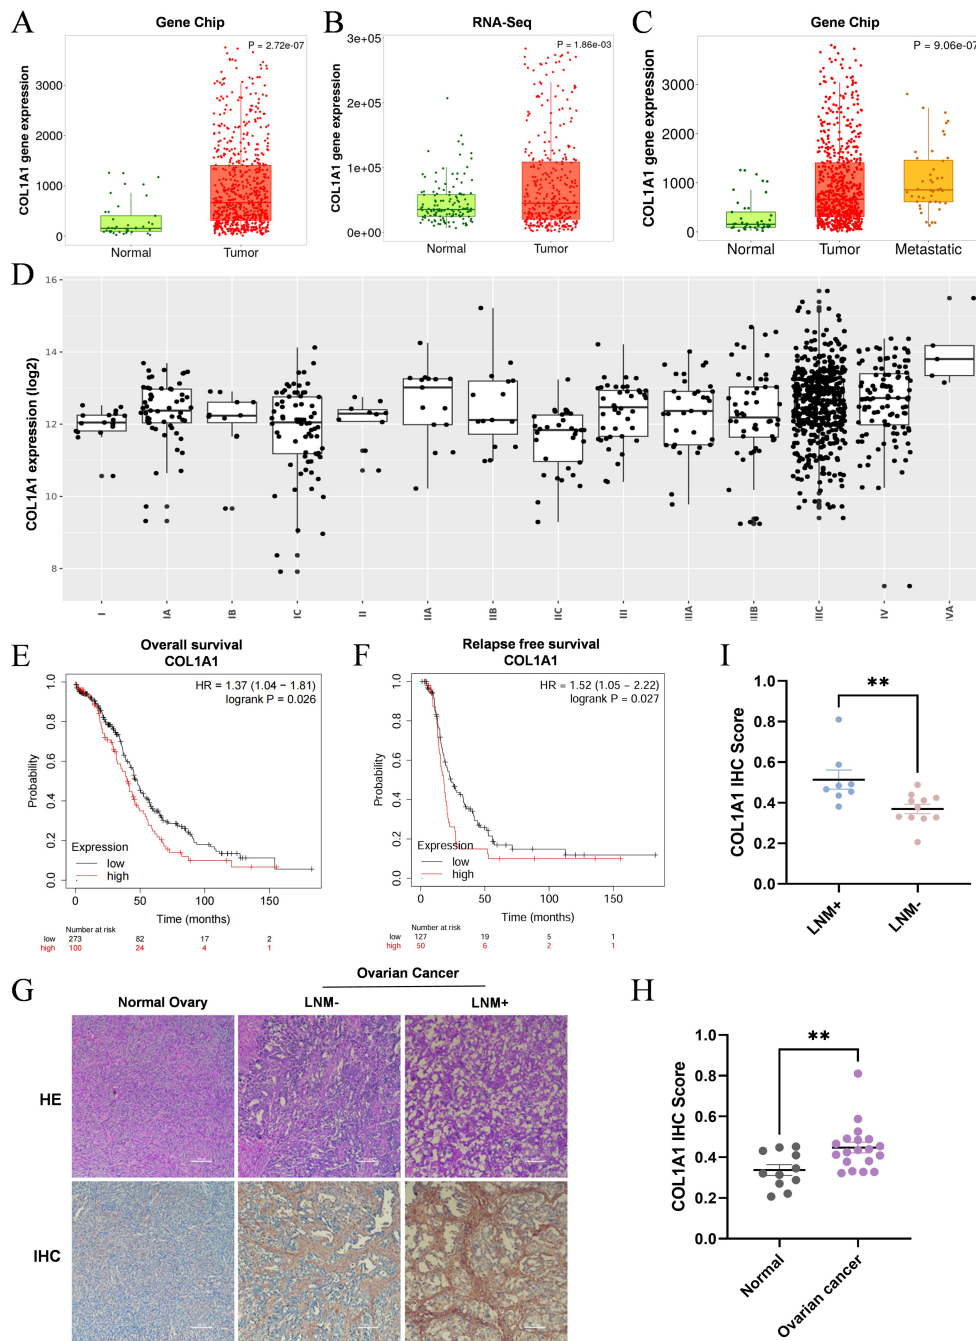 A
Gene Chip
P = 2.72e-07
COL1A1 gene expression
3000
2000
1000
0
Normal
Tumor
B
RNA-Seq
P = 1.86e-03
COL1A1 gene expression
3e+05
2e+05
1e+05
0e+00
Normal
Tumor
C
Gene Chip
P = 9.06e-07
COL1A1 gene expression
3000
2000
1000
0
Normal
Tumor
Metastatic
D
COL1A1 expression (log2)
16
14
12
10
8
I
IA
IB
IC
II
IIA
IIB
IIC
III
IIIA
IIIB
IIIC
IV
IVA
E
Overall survival
COL1A1
HR = 1.37 (1.04 − 1.81)
logrank P = 0.026
Probability
1.0
0.8
0.6
0.4
0.2
0.0
Expression
low
high
0 50 100 150
Time (months)
Number at risk
low 273 82 17 2
high 100 24 4 1
F
Relapse free survival
COL1A1
HR = 1.52 (1.05 − 2.22)
logrank P = 0.027
Probability
1.0
0.8
0.6
0.4
0.2
0.0
Expression
low
high
0 50 100 150
Time (months)
Number at risk
low 127 19 5 1
high 50 6 2 1
I
COL1A1 IHC Score
1.0
0.8
0.6
0.4
0.2
0.0
**
LNM+
LNM-
G
Ovarian Cancer
Normal Ovary
LNM-
LNM+
HE
IHC
H
COL1A1 IHC Score
1.0
0.8
0.6
0.4
0.2
0.0
**
Normal
Ovarian cancer